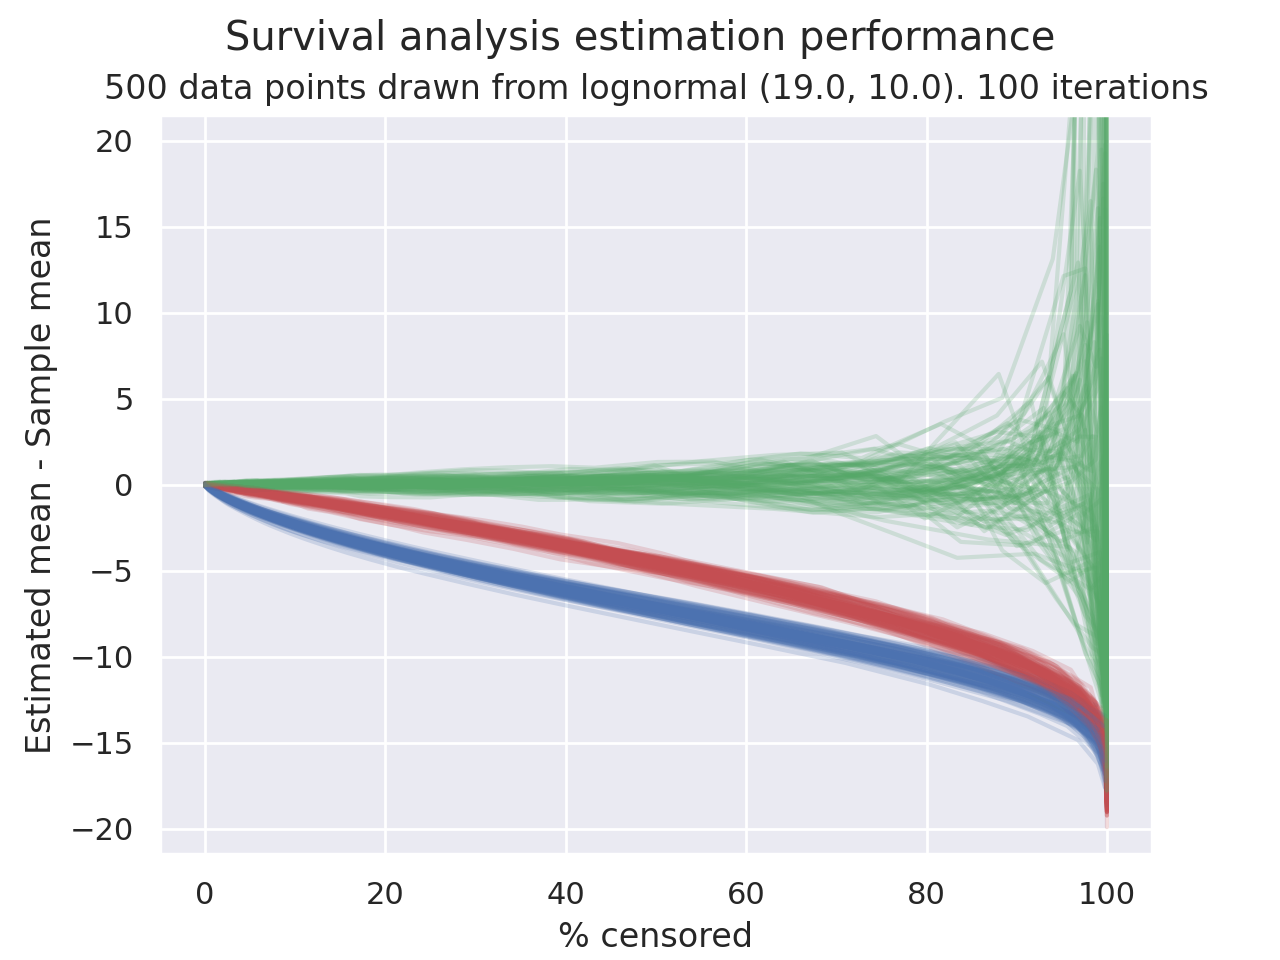 Survival analysis estimation performance
500 data points drawn from lognormal (19.0, 10.0). 100 iterations
20
15
10
5
0
−5
−10
−15
−20
Estimated mean - Sample mean
0 20 40 60 80 100
% censored